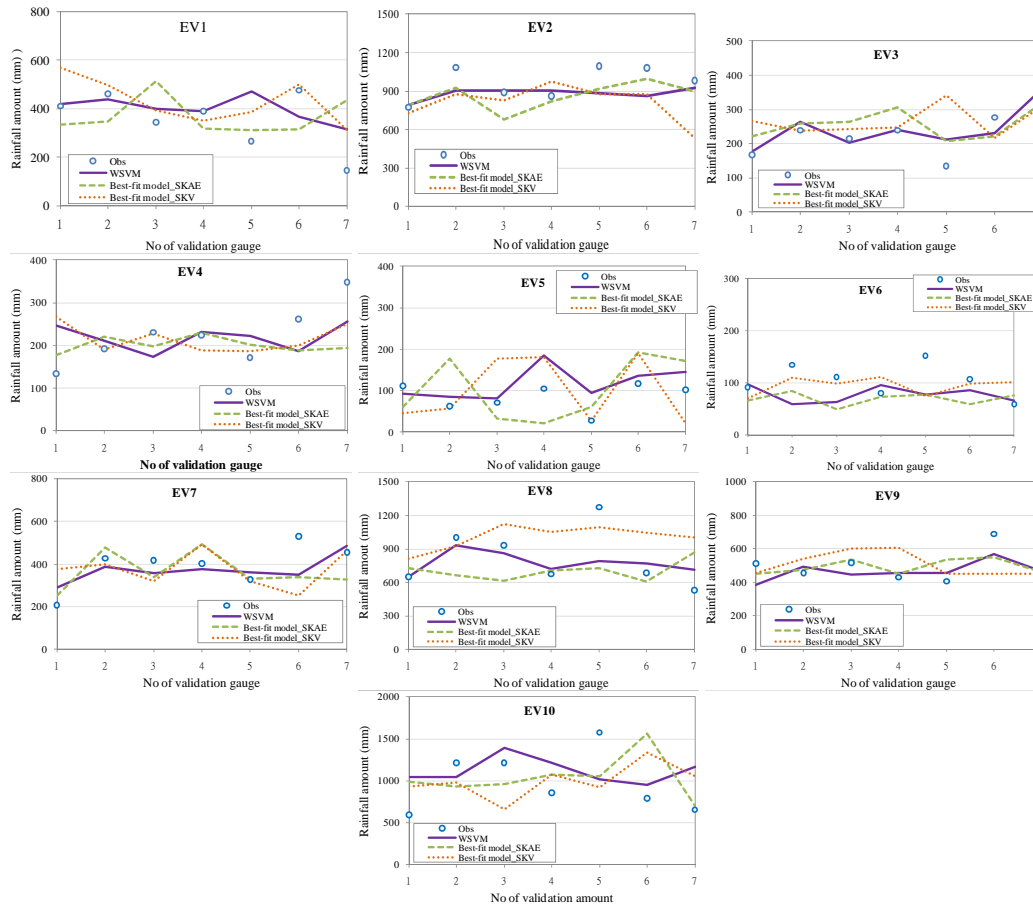 EV1
800
600
400
200
0
Rainfall amount (mm) )
Obs
WSVM
Best-fit model_SKAE
Best-fit model_SKV
1 2 3 4 5 6 7
No of validation gauge
EV2
1500
1200
900
600
300
0
Rainfall amount (mm)
Obs
WSVM
Best-fit model_SKAE
Best-fit model_SKV
1 2 3 4 5 6 7
No of validation gauge
EV3
500
400
300
200
100
0
Rainfall amount (mm)
Obs
WSVM
Best-fit model_SKAE
Best-fit model_SKV
1 2 3 4 5 6 7
No of validation gauge
EV4
400
300
200
100
0
Rainfall amount (mm)
Obs
WSVM
Best-fit model_SKAE
Best-fit model_SKV
1 2 3 4 5 6 7
No of validation gauge
EV5
400
300
200
100
0
Rainfall amount (mm)
Obs
WSVM
Best-fit model_SKAE
Best-fit model_SKV
1 2 3 4 5 6 7
No of validation gauge
EV6
300
200
100
0
Rainfall amount (mm)
Obs
WSVM
Best-fit model_SKAE
Best-fit model_SKV
1 2 3 4 5 6 7
No of validation gauge
EV7
800
600
400
200
0
Rainfall amount (mm)
Obs
WSVM
Best-fit model_SKAE
Best-fit model_SKV
1 2 3 4 5 6 7
No of validation gauge
EV8
1500
1200
900
600
300
0
Rainfall amount (mm)
Obs
WSVM
Best-fit model_SKAE
Best-fit model_SKV
1 2 3 4 5 6 7
No of validation gauge
EV9
1000
800
600
400
200
0
Rainfall amount (mm)
Obs
WSVM
Best-fit model_SKAE
Best-fit model_SKV
1 2 3 4 5 6
No of validation gauge
EV10
2000
1500
1000
500
0
Rainfall amount (mm)
Obs
WSVM
Best-fit model_SKAE
Best-fit model_SKV
1 2 3 4 5 6 7
No of validation amount